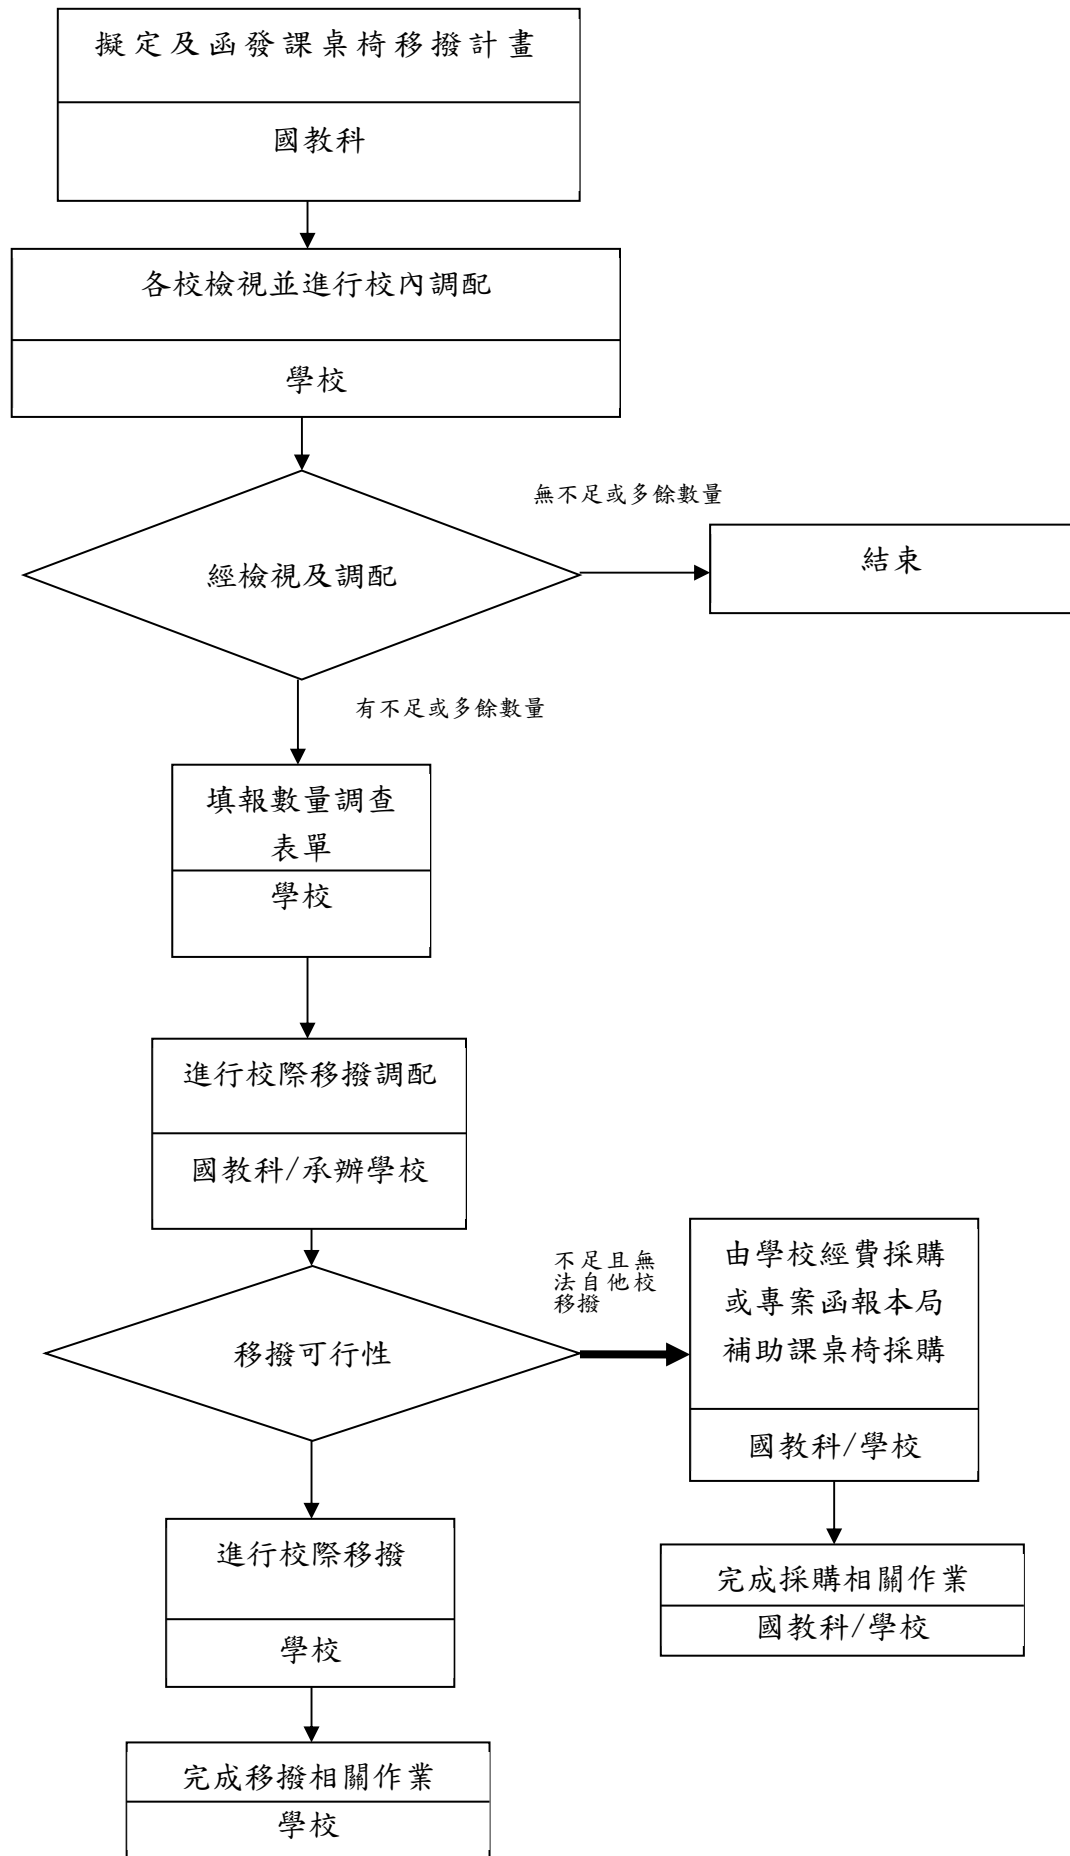 擬定及函發課桌椅移撥計畫
國教科
各校檢視並進行校內調配
學校
經檢視及調配
無不足或多餘數量
結束
有不足或多餘數量
填報數量調查
表單
學校
進行校際移撥調配
國教科/承辦學校
移撥可行性
不足且無
法自他校
移撥
由學校經費採購
或專案函報本局
補助課桌椅採購
國教科/學校
進行校際移撥
學校
完成採購相關作業
國教科/學校
完成移撥相關作業
學校